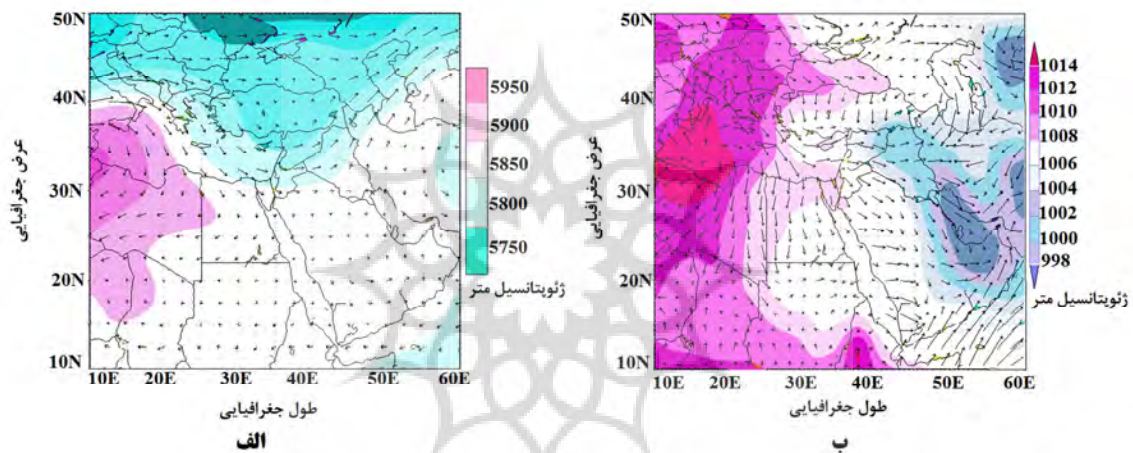 50N
40N
30N
20N
10N
10E 20E 30E 40E 50E 60E
عرض جغرافیایی
طول جغرافیایی
5950
5900
5850
5800
5750
ژئوپتانسیل متر
الف
50N
40N
30N
20N
10N
10E 20E 30E 40E 50E 60E
عرض جغرافیایی
طول جغرافیایی
1014
1012
1010
1008
1006
1004
1002
1000
998
ژئوپتانسیل متر
ب